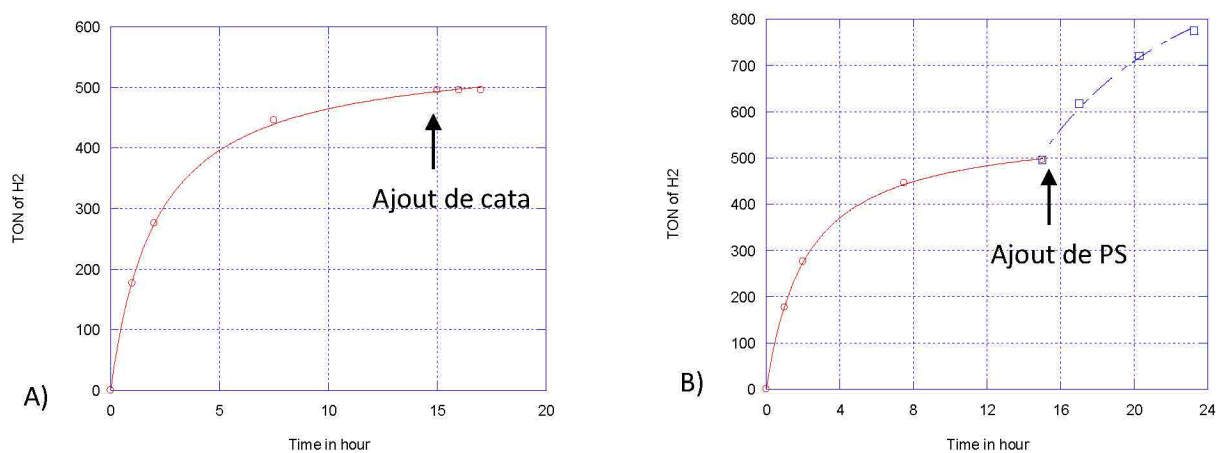 600
500
400
300
200
100
0
TON of H2
Ajout de cata
A)
0 5 10 15 20
Time in hour
800
700
600
500
400
300
200
100
0
TON of H2
Ajout de PS
B)
0 4 8 12 16 20 24
Time in hour